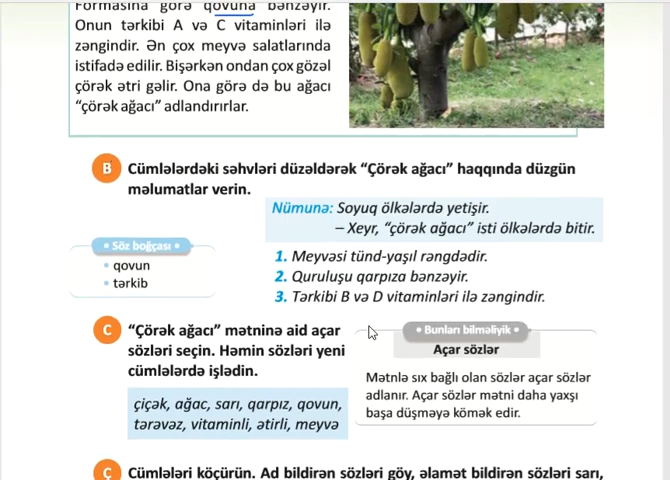 Formasına görə qovuna bənzəyir.
Onun tərkibi A və C vitaminləri ilə
zəngindir. Ən çox meyvə salatlarında
istifadə edilir. Bişərkən ondan çox gözəl
çörək ətri gəlir. Ona görə də bu ağacı
“çörək ağacı” adlandırırlar.
B Cümlələrdəki səhvləri düzəldərək “Çörək ağacı” haqqında düzgün
məlumatlar verin.
Nümunə: Soyuq ölkələrdə yetişir.
– Xeyr, “çörək ağacı” isti ölkələrdə bitir.
• Söz boğçası •
• qovun
• tərkib
1. Meyvəsi tünd-yaşıl rəngdədir.
2. Quruluşu qarpıza bənzəyir.
3. Tərkibi B və D vitaminləri ilə zəngindir.
C “Çörək ağacı” mətninə aid açar
sözləri seçin. Həmin sözləri yeni
cümlələrdə işlədin.
çiçək, ağac, sarı, qarpız, qovun,
tərəvəz, vitaminli, ətirli, meyvə
• Bunları bilməliyik •
Açar sözlər
Mətnlə sıx bağlı olan sözlər açar sözlər
adlanır. Açar sözlər mətni daha yaxşı
başa düşməyə kömək edir.
Ç Cümlələri köçürün. Ad bildirən sözləri göy, əlamət bildirən sözləri sarı,